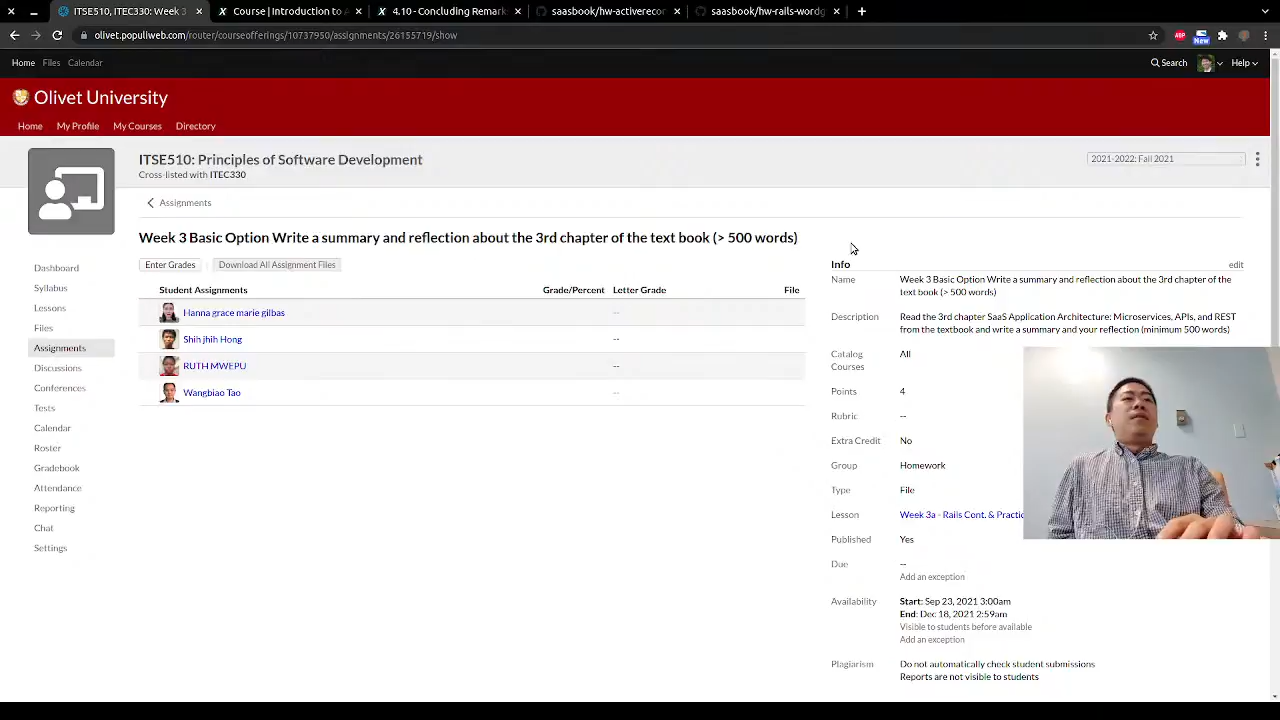 ITSE510, ITEC330: Week 3
Course | Introduction to A
4.10 - Concluding Remark
saasbook/hw-activerecor
saasbook/hw-rails-wordg
olivet.populiweb.com/router/courseofferings/10737950/assignments/26155719/show
ABP
New
Home Files Calendar
Search
Help
Olivet University
Home My Profile My Courses Directory
ITSE510: Principles of Software Development
Cross-listed with ITEC330
2021-2022: Fall 2021
Assignments
Week 3 Basic Option Write a summary and reflection about the 3rd chapter of the text book (> 500 words)
Enter Grades
Download All Assignment Files
Dashboard
Syllabus
Lessons
Files
Assignments
Discussions
Conferences
Tests
Calendar
Roster
Gradebook
Attendance
Reporting
Chat
Settings
Student Assignments Grade/Percent Letter Grade File
Hanna grace marie gilbas --
Shih jhih Hong --
RUTH MWEPU --
Wangbiao Tao --
Info edit
Name Week 3 Basic Option Write a summary and reflection about the 3rd chapter of the
text book (> 500 words)
Description Read the 3rd chapter SaaS Application Architecture: Microservices, APIs, and REST
from the textbook and write a summary and your reflection (minimum 500 words)
Catalog All
Courses
Points 4
Rubric --
Extra Credit No
Group Homework
Type File
Lesson Week 3a - Rails Cont. & Practic
Published Yes
Due --
Add an exception
Availability Start: Sep 23, 2021 3:00am
End: Dec 18, 2021 2:59am
Visible to students before available
Add an exception
Plagiarism Do not automatically check student submissions
Reports are not visible to students